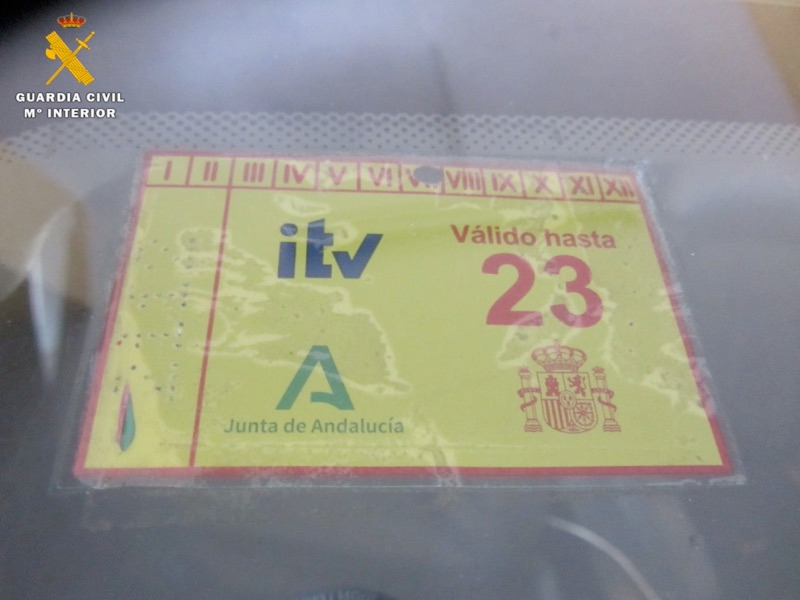 GUARDIA CIVIL
Mº INTERIOR
I II III IV V VI VIII IX X XI XII
itv
Válido hasta
23
Junta de Andalucía